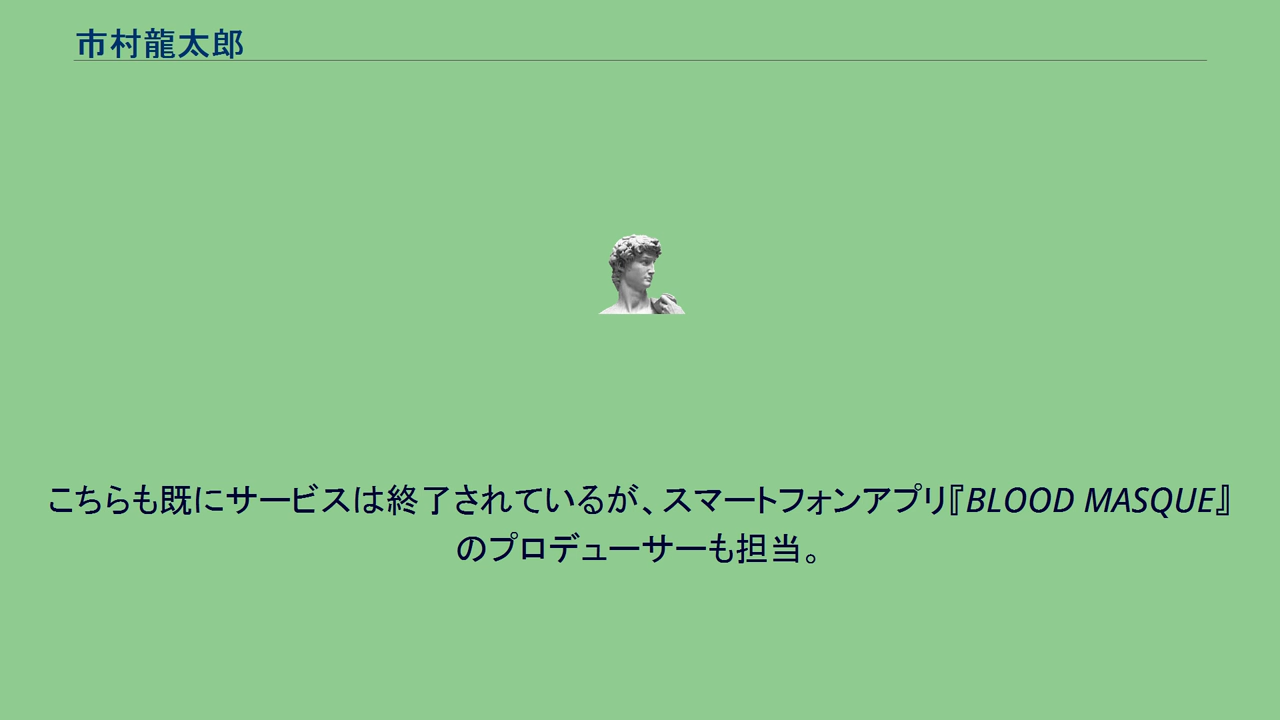 市村龍太郎
こちらも既にサービスは終了されているが、スマートフォンアプリ『BLOOD MASQUE』
のプロデューサーも担当。